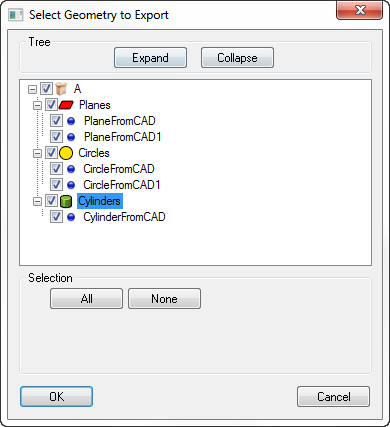 Select Geometry to Export
Tree
Expand Collapse
A
Planes
PlaneFromCAD
PlaneFromCAD1
Circles
CircleFromCAD
CircleFromCAD1
Cylinders
CylinderFromCAD
Selection
All None
OK Cancel